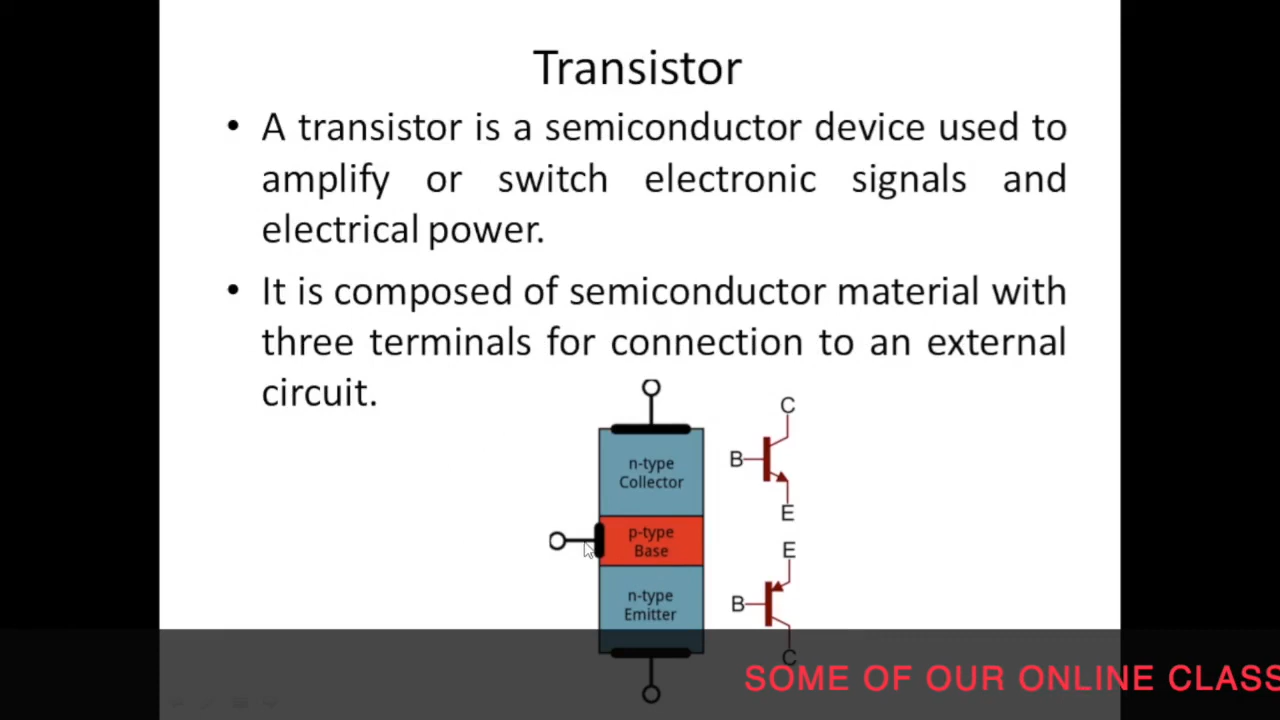 Transistor
• A transistor is a semiconductor device used to
amplify or switch electronic signals and
electrical power.
• It is composed of semiconductor material with
three terminals for connection to an external
circuit.
n-type
Collector
p-type
Base
n-type
Emitter
C
B
E
E
B
C
SOME OF OUR ONLINE CLASS